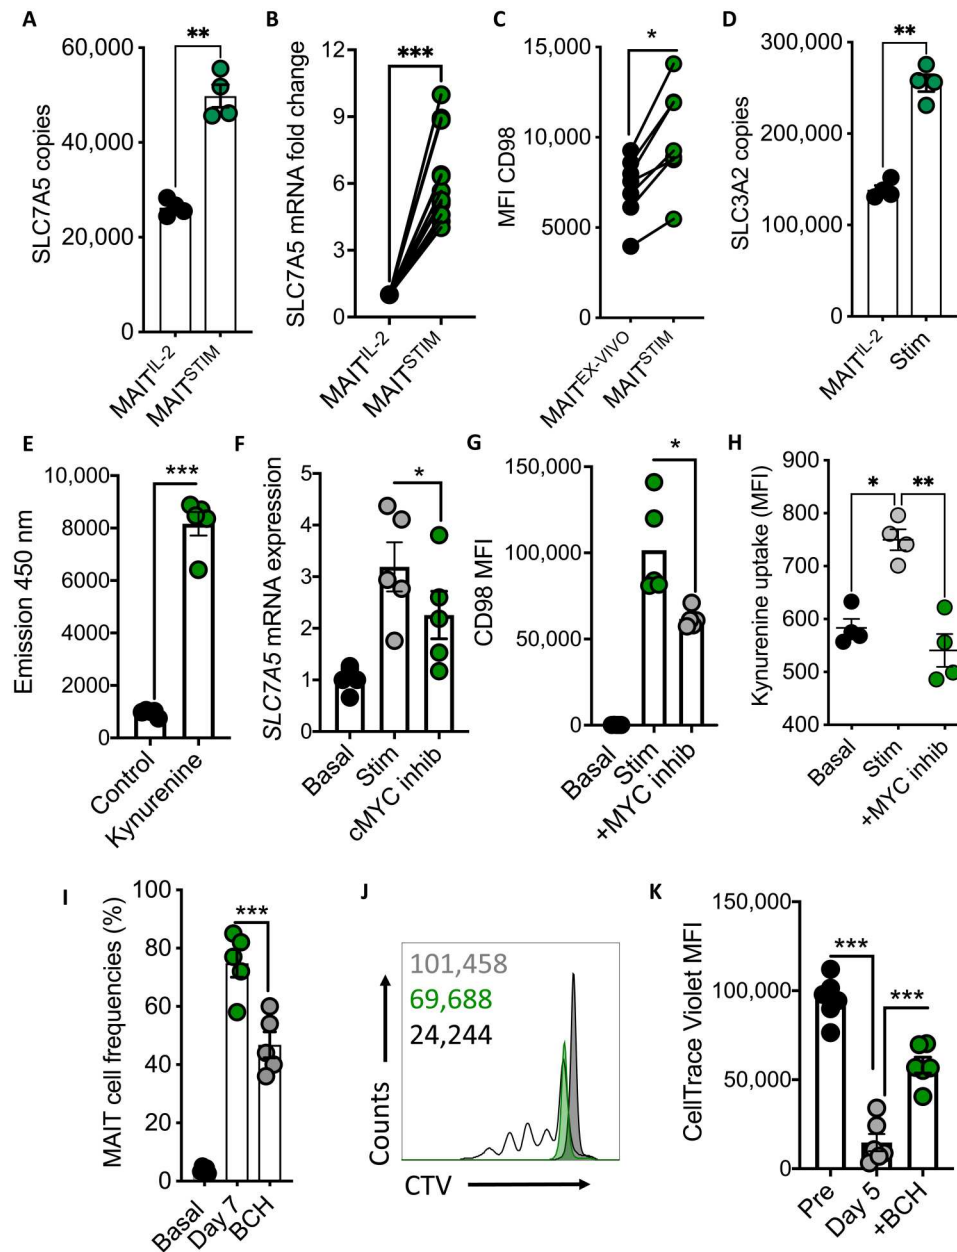 A
SLC7A5 copies
60,000
40,000
20,000
0
**
MAITIL-2
MAITSTIM
B
SLC7A5 mRNA fold change
12
9
6
3
0
***
MAITIL-2
MAITSTIM
C
MFI CD98
15,000
10,000
5000
0
*
MAITEX-VIVO
MAITSTIM
D
SLC3A2 copies
300,000
200,000
100,000
0
**
MAITIL-2
Stim
E
Emission 450 nm
10,000
8000
6000
4000
2000
0
***
Control
Kynurenine
F
SLC7A5 mRNA expression
5
4
3
2
1
0
*
Basal
Stim
cMYC inhib
G
CD98 MFI
150,000
100,000
50,000
0
*
Basal
Stim
+MYC inhib
H
Kynurenine uptake (MFI)
900
800
700
600
500
400
*
**
Basal
Stim
+MYC inhib
I
MAIT cell frequencies (%)
100
80
60
40
20
0
***
Basal
Day 7
BCH
J
101,458
69,688
24,244
Counts
CTV
K
CellTrace Violet MFI
150,000
100,000
50,000
0
***
***
Pre
Day 5
+BCH